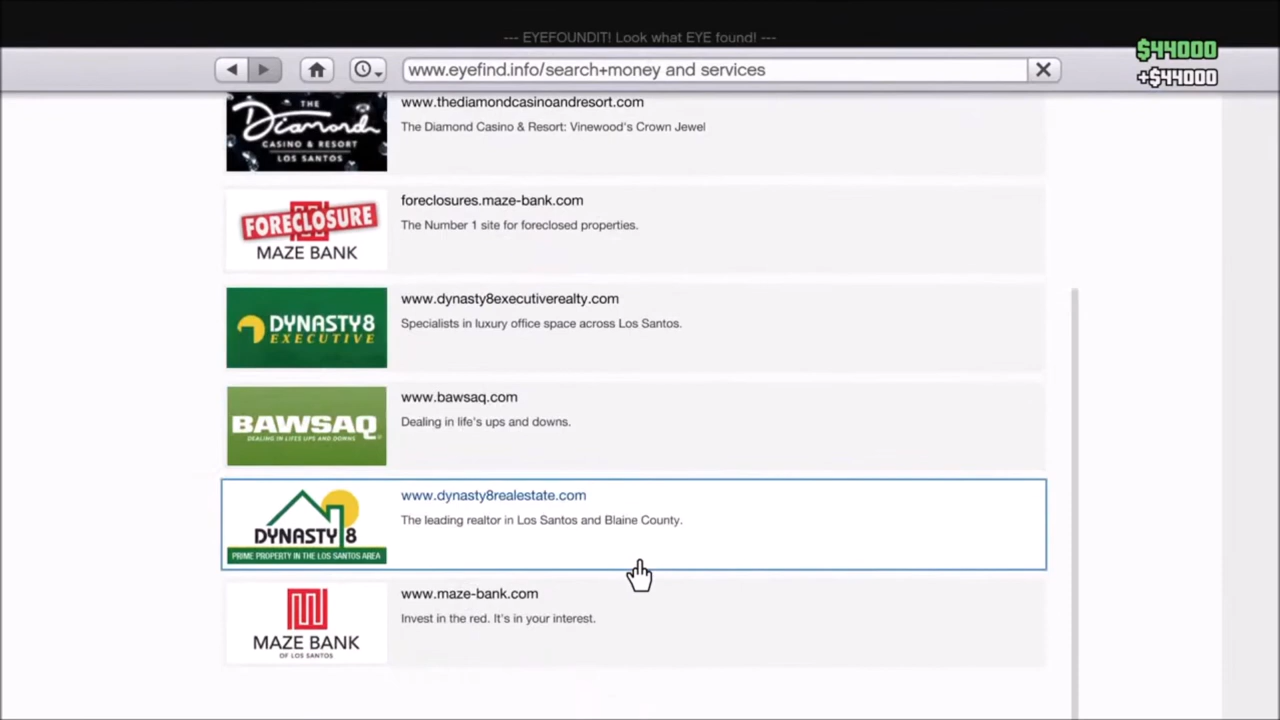 --- EYEFOUNDIT! Look what EYE found! ---
$44000
+$44000
www.eyefind.info/search+money and services
THE
Diamond
CASINO & RESORT
LOS SANTOS
www.thediamondcasinoandresort.com
The Diamond Casino & Resort: Vinewood's Crown Jewel
FORECLOSURE
MAZE BANK
foreclosures.maze-bank.com
The Number 1 site for foreclosed properties.
DYNASTY8
EXECUTIVE
www.dynasty8executiverealty.com
Specialists in luxury office space across Los Santos.
BAWSAQ
DEALING IN LIFE'S UPS AND DOWNS
www.bawsaq.com
Dealing in life's ups and downs.
DYNASTY 8
PRIME PROPERTY IN THE LOS SANTOS AREA
www.dynasty8realestate.com
The leading realtor in Los Santos and Blaine County.
MAZE BANK
OF LOS SANTOS
www.maze-bank.com
Invest in the red. It's in your interest.